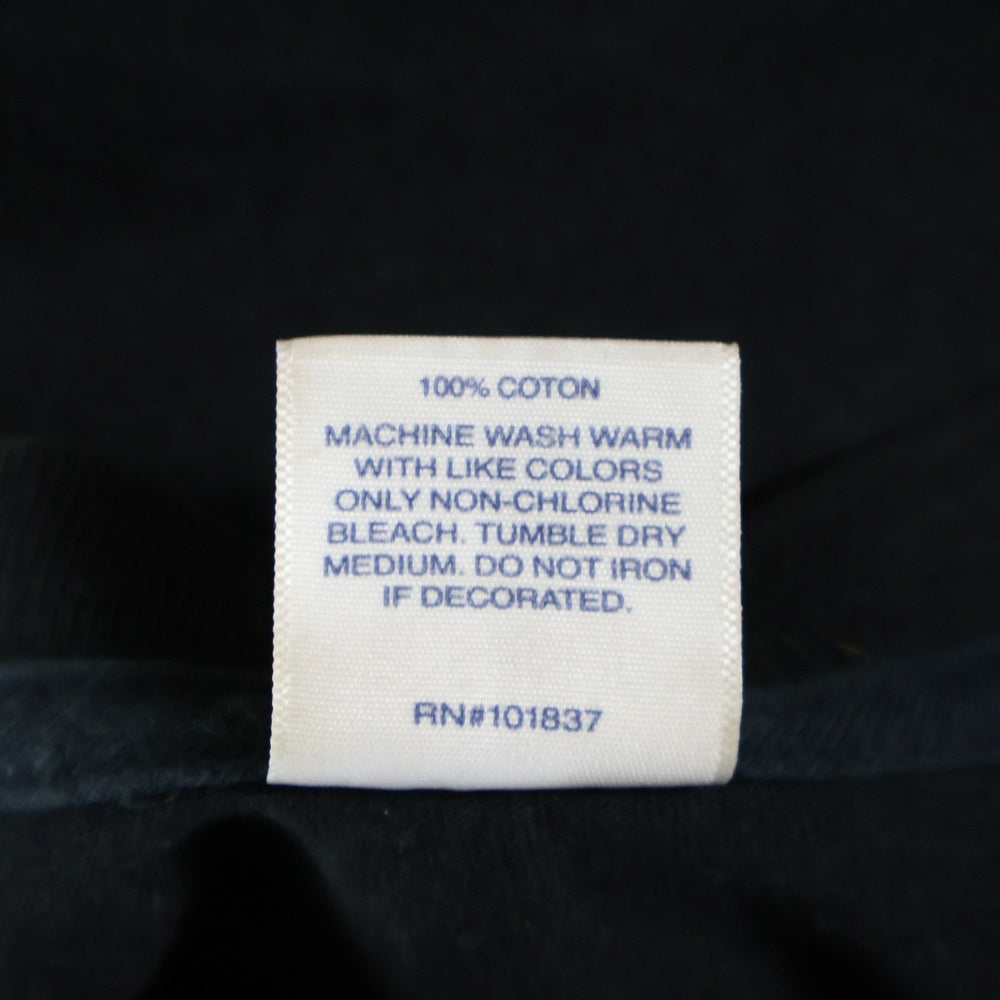 100% COTON
MACHINE WASH WARM
WITH LIKE COLORS
ONLY NON-CHLORINE
BLEACH. TUMBLE DRY
MEDIUM. DO NOT IRON
IF DECORATED.
RN#101837